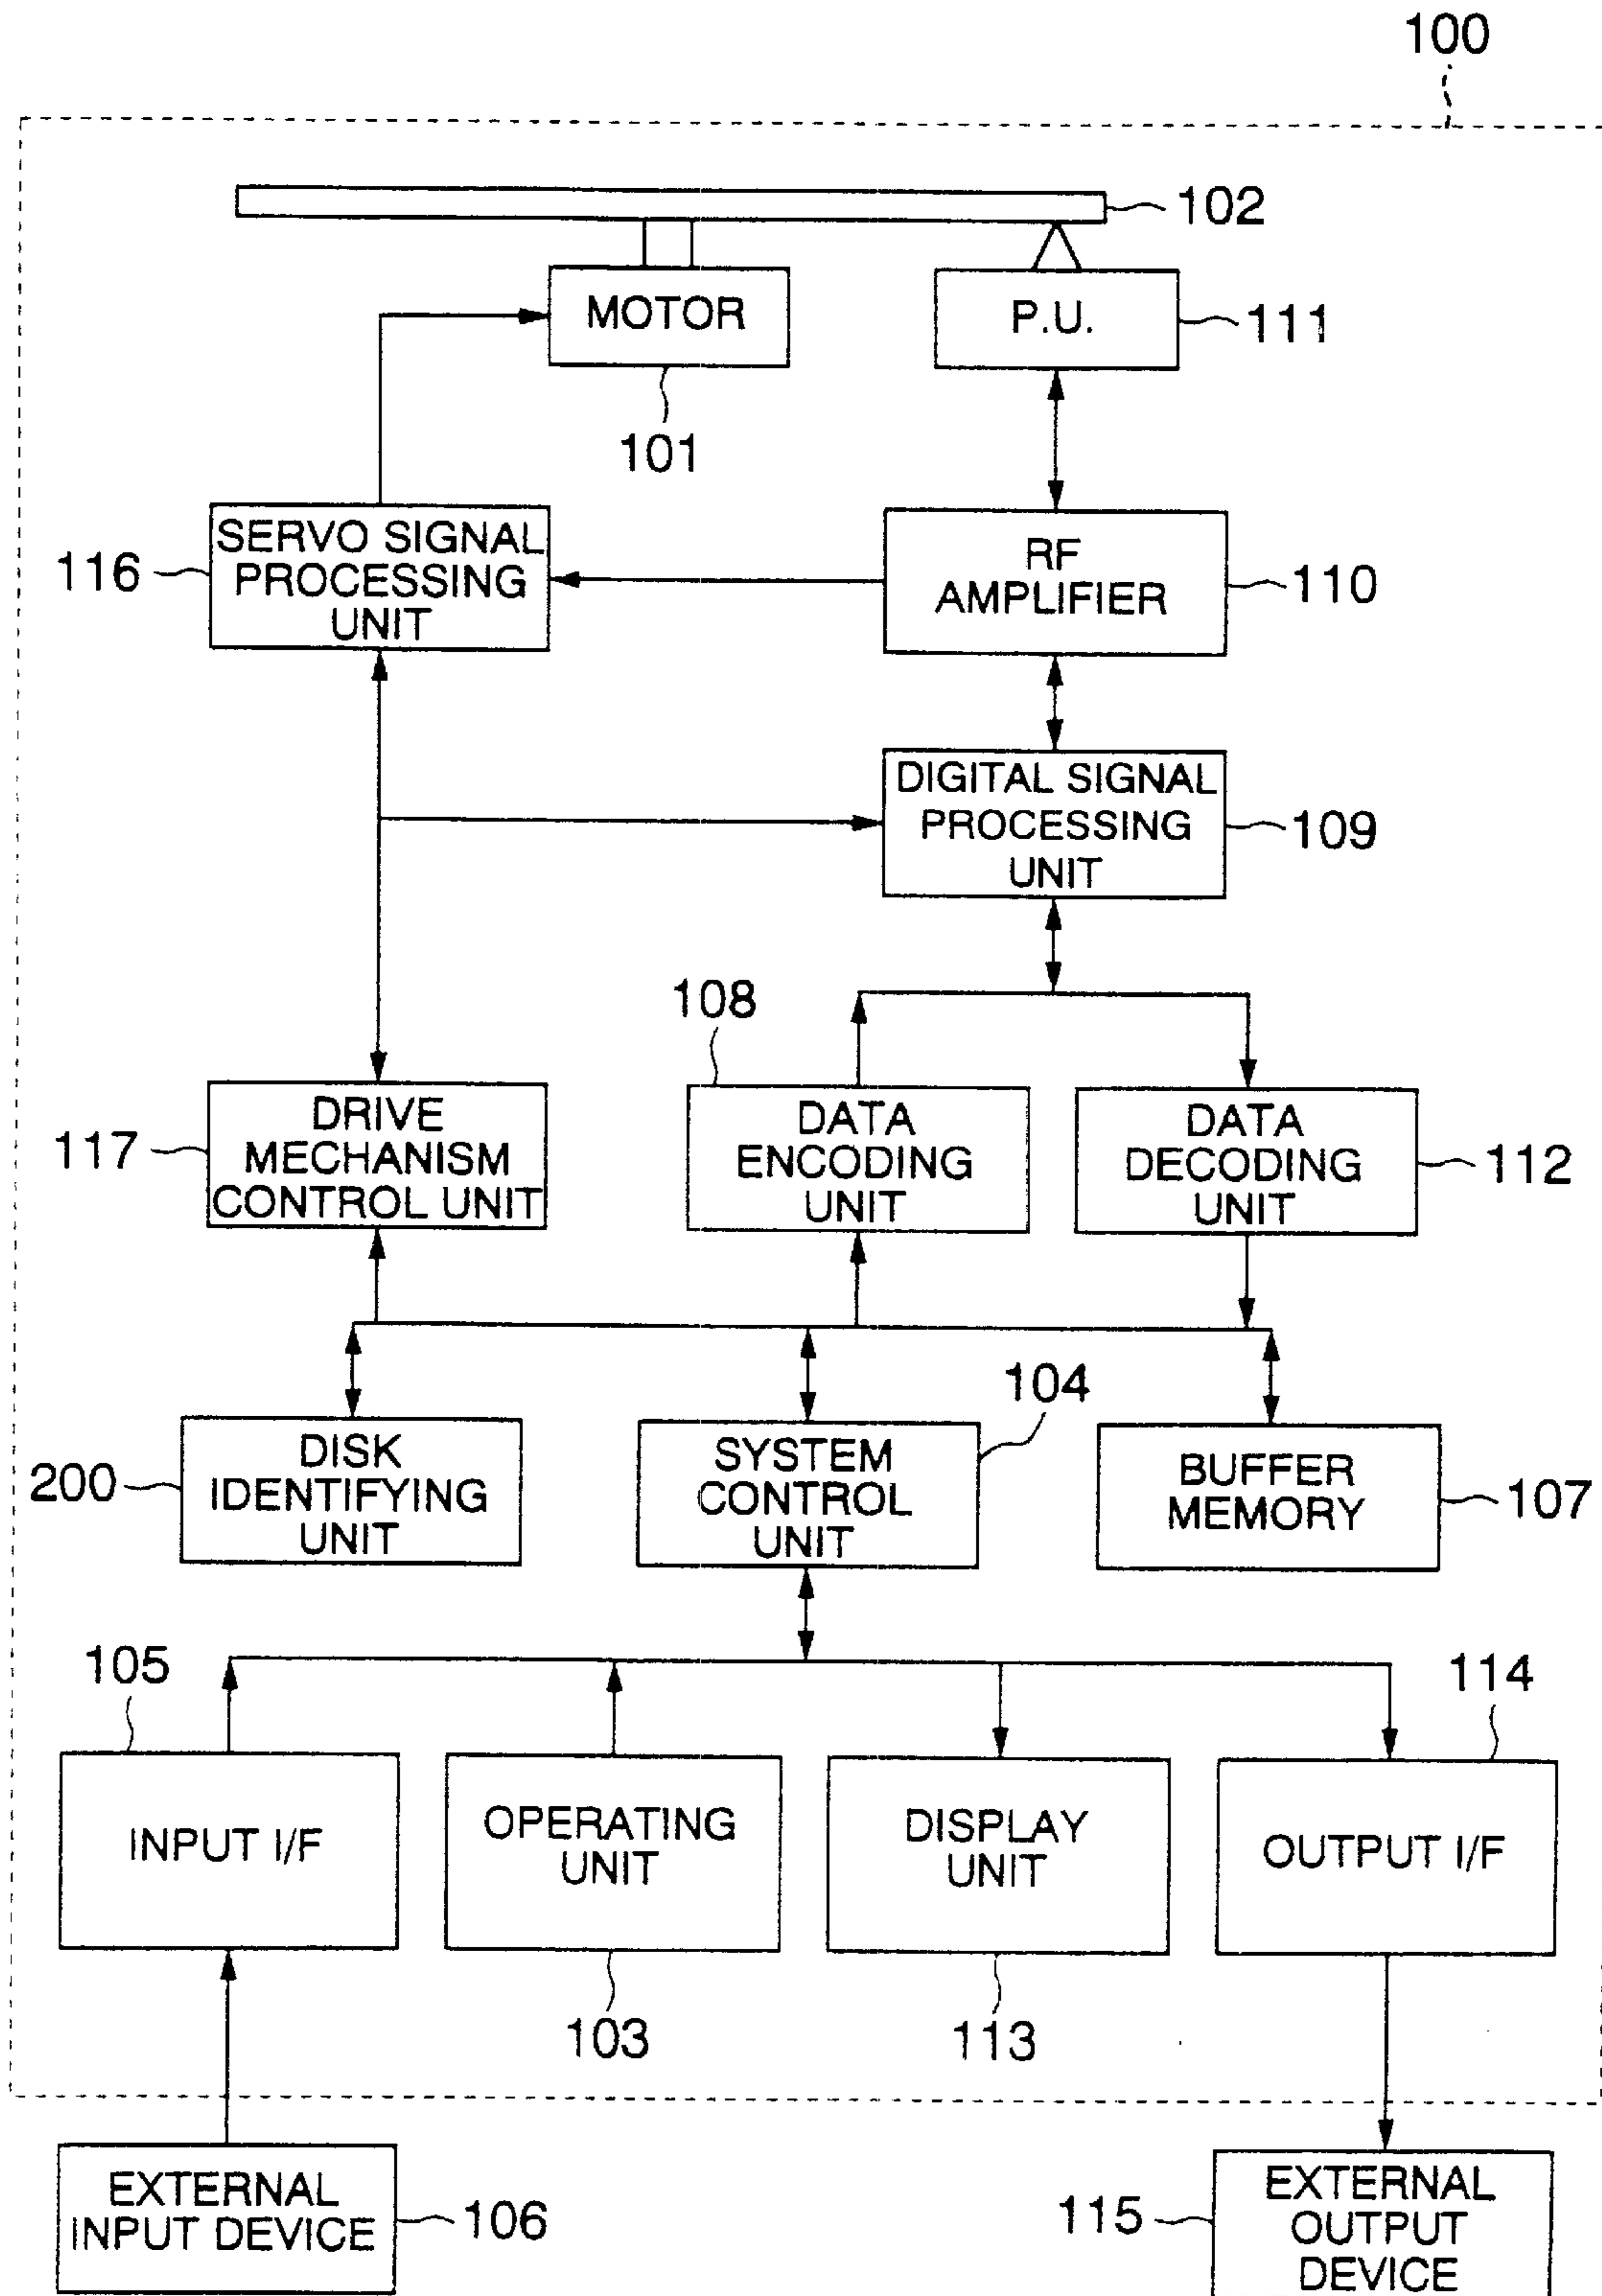 100
102
MOTOR
P.U.
111
101
SERVO SIGNAL
PROCESSING
UNIT
116
RF
AMPLIFIER
110
DIGITAL SIGNAL
PROCESSING
UNIT
109
108
DRIVE
MECHANISM
CONTROL UNIT
117
DATA
ENCODING
UNIT
DATA
DECODING
UNIT
112
104
DISK
IDENTIFYING
UNIT
200
SYSTEM
CONTROL
UNIT
BUFFER
MEMORY
107
105
114
INPUT I/F
OPERATING
UNIT
DISPLAY
UNIT
OUTPUT I/F
103
113
EXTERNAL
INPUT DEVICE
106
115
EXTERNAL
OUTPUT
DEVICE